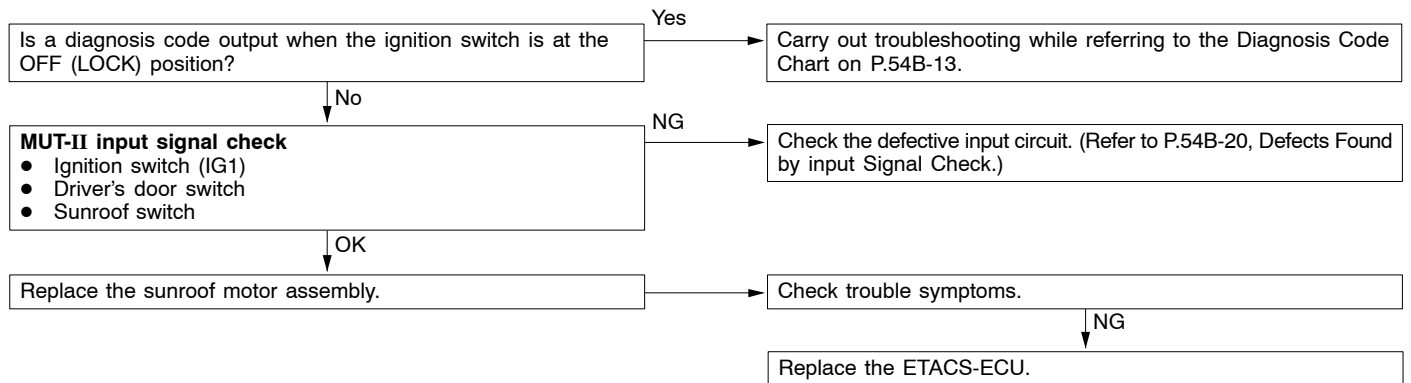 Is a diagnosis code output when the ignition switch is at the
OFF (LOCK) position?
Yes
Carry out troubleshooting while referring to the Diagnosis Code
Chart on P.54B-13.
No
MUT-II input signal check
● Ignition switch (IG1)
● Driver's door switch
● Sunroof switch
NG
Check the defective input circuit. (Refer to P.54B-20, Defects Found
by input Signal Check.)
OK
Replace the sunroof motor assembly.
Check trouble symptoms.
NG
Replace the ETACS-ECU.